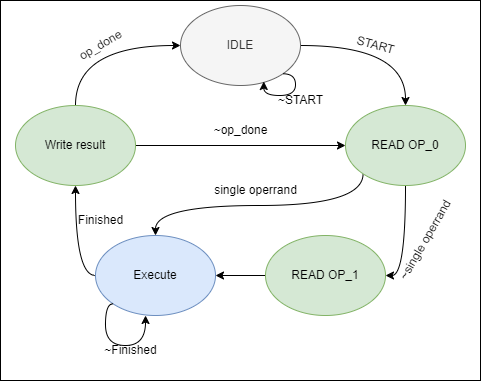 op_done
IDLE
START
~START
Write result
~op_done
READ OP_0
single operrand
Finished
~single operrand
Execute
READ OP_1
~Finished